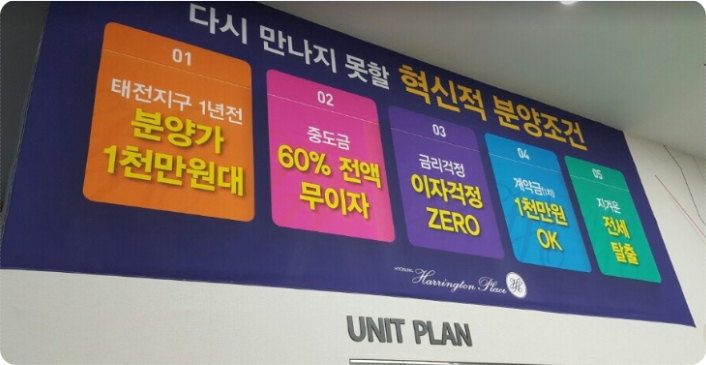 다시 만나지 못할 혁신적 분양조건
01
태전지구 1년전
분양가
1천만원대
02
중도금
60% 전액
무이자
03
금리걱정
이자걱정
ZERO
04
계약금(1차)
1천만원
OK
05
지겨운
전세
탈출
Harrington Place
UNIT PLAN